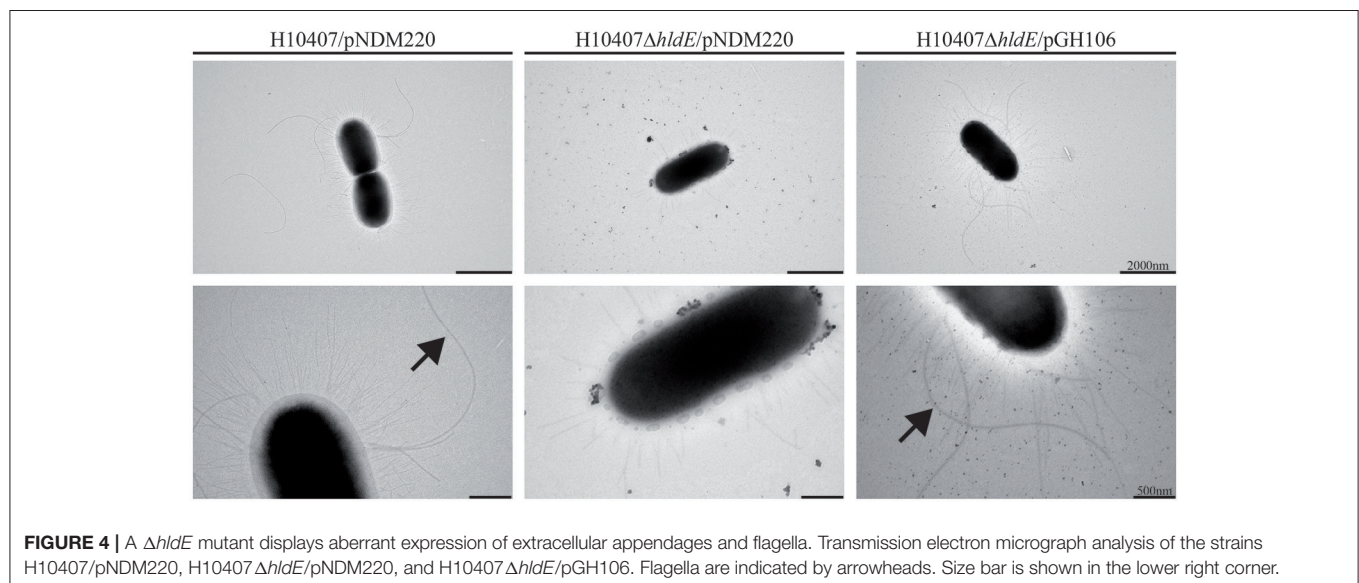 H10407/pNDM220
H10407ΔhldE/pNDM220
H10407ΔhldE/pGH106
2000nm
500nm
FIGURE 4 | A ΔhldE mutant displays aberrant expression of extracellular appendages and flagella. Transmission electron micrograph analysis of the strains
H10407/pNDM220, H10407ΔhldE/pNDM220, and H10407ΔhldE/pGH106. Flagella are indicated by arrowheads. Size bar is shown in the lower right corner.